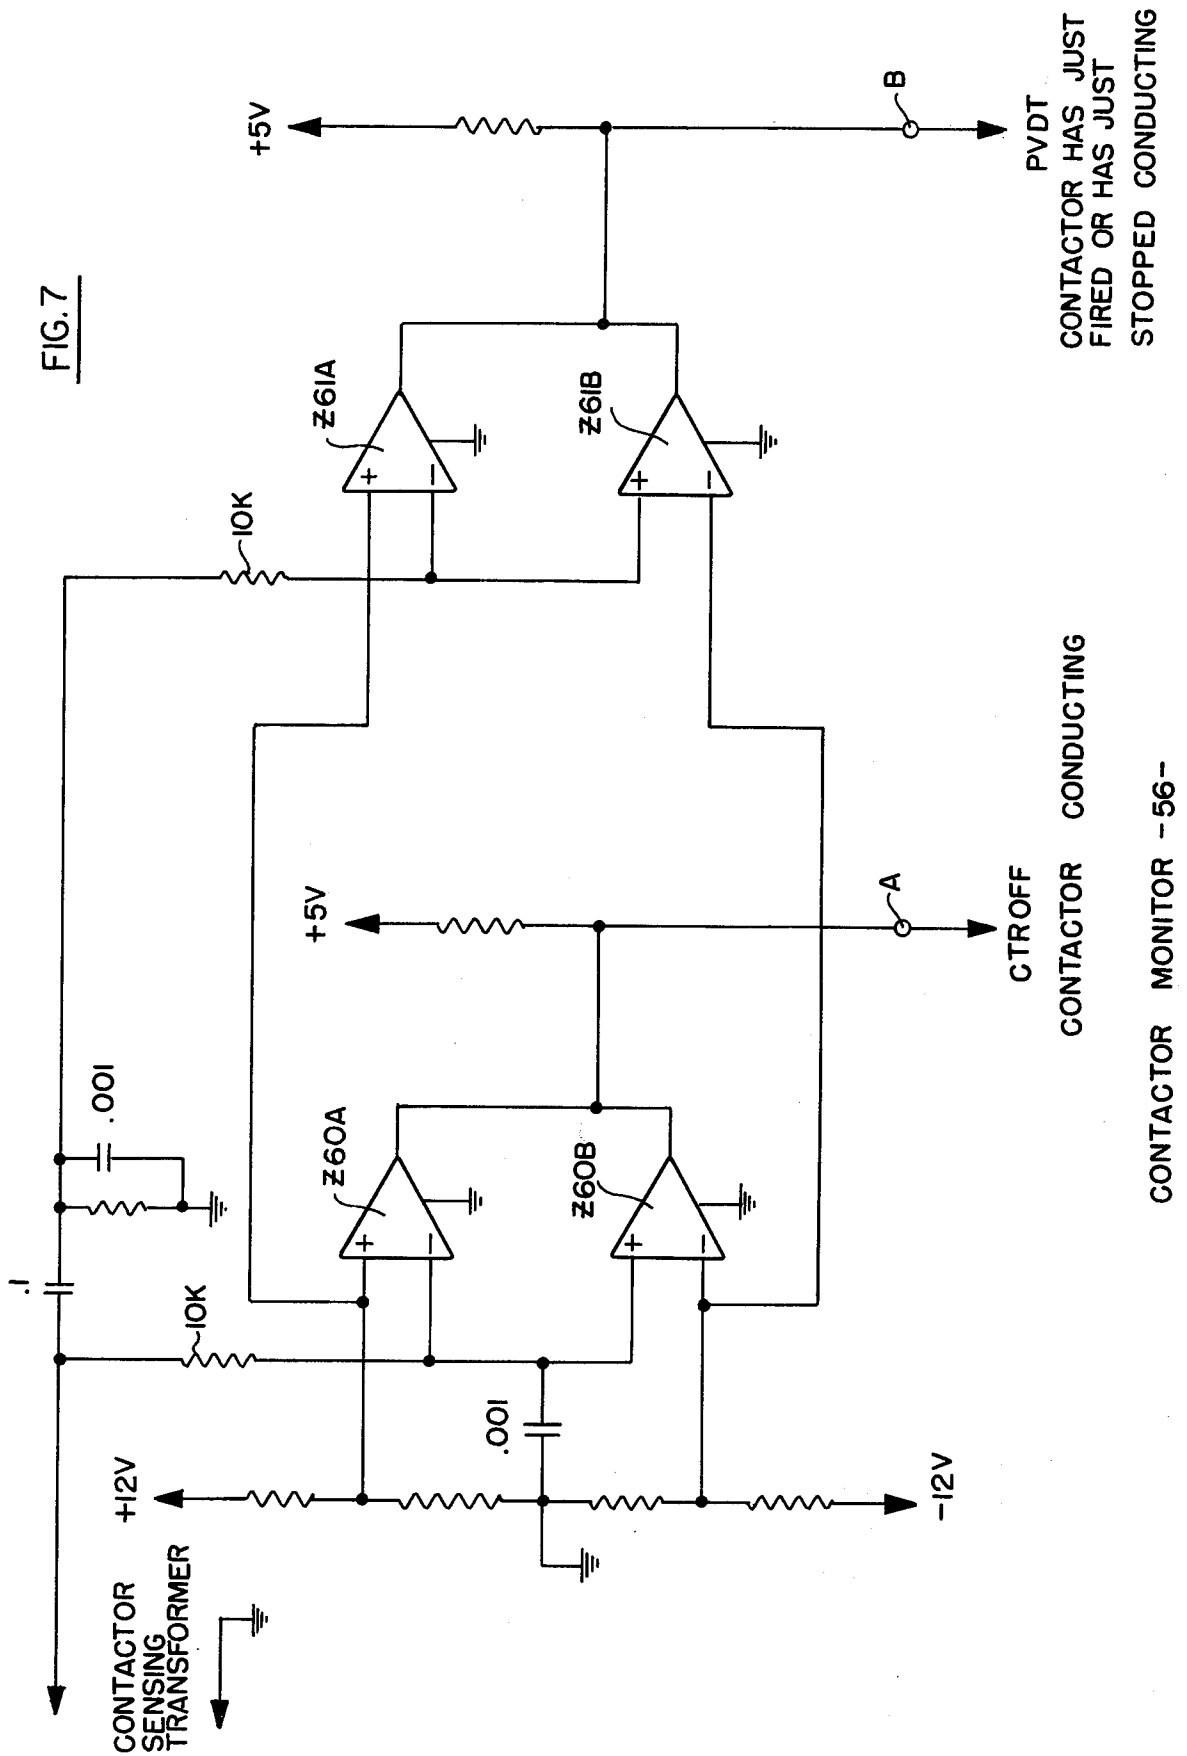 FIG. 7
CONTACTOR
SENSING
TRANSFORMER
+12V
-12V
.1
.001
10K
.001
Z60A
+
-
Z60B
+
-
+5V
A
CTROFF
CONTACTOR CONDUCTING
10K
Z61A
+
-
Z61B
+
-
+5V
B
PVDT
CONTACTOR HAS JUST
FIRED OR HAS JUST
STOPPED CONDUCTING
CONTACTOR MONITOR -56-